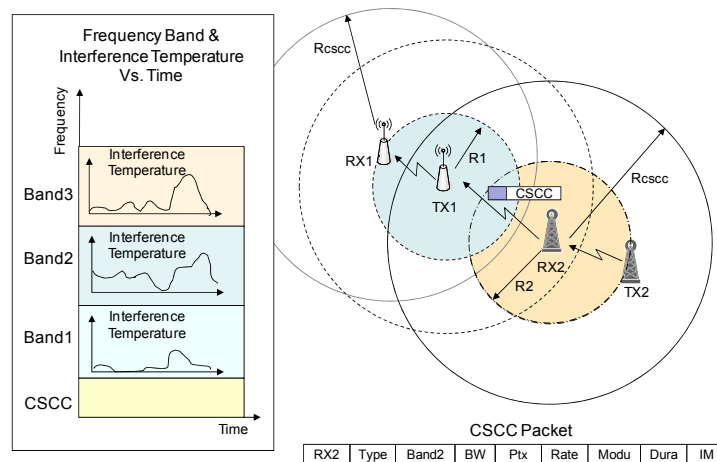 Frequency Band &
Interference Temperature
Vs. Time
Frequency
Interference
Temperature
Band3
Interference
Temperature
Band2
Interference
Temperature
Band1
CSCC
Time
Rcscc
RX1
R1
TX1
CSCC
Rcscc
RX2
R2
TX2
CSCC Packet
RX2 Type Band2 BW Ptx Rate Modu Dura IM